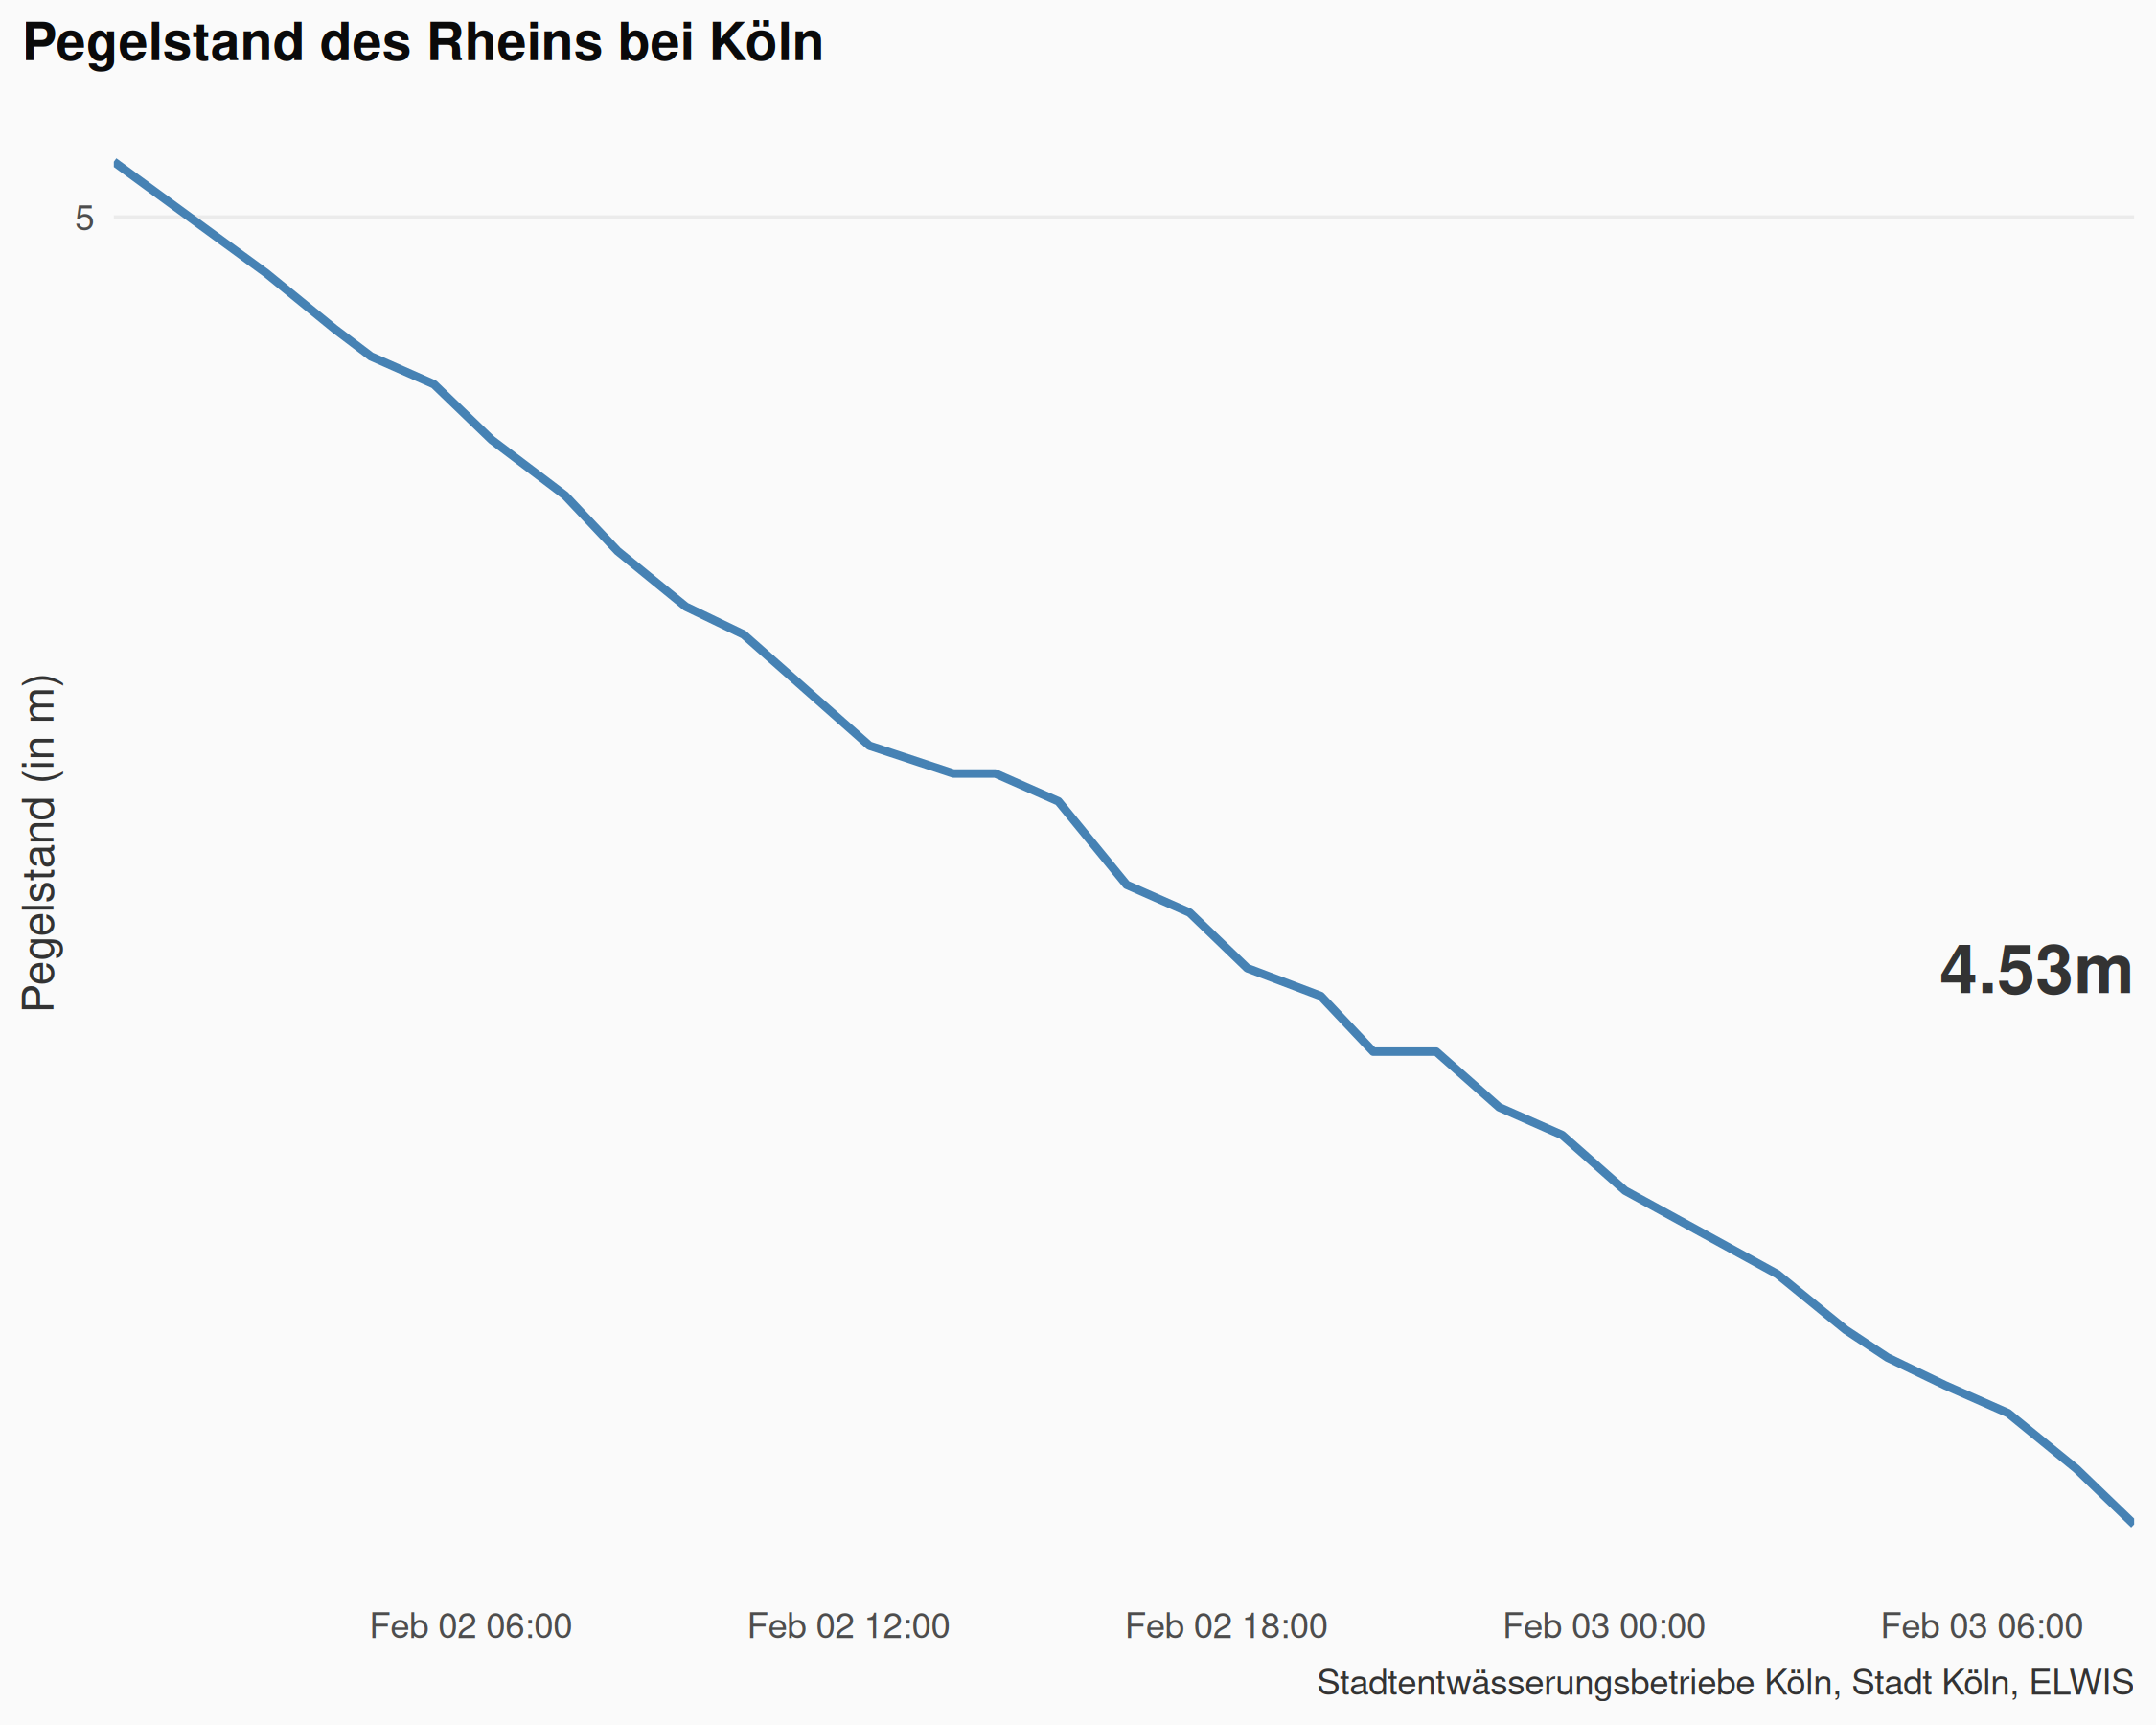 Pegelstand des Rheins bei Köln
5
Pegelstand (in m)
4.53m
Feb 02 06:00
Feb 02 12:00
Feb 02 18:00
Feb 03 00:00
Feb 03 06:00
Stadtentwässerungsbetriebe Köln, Stadt Köln, ELWIS